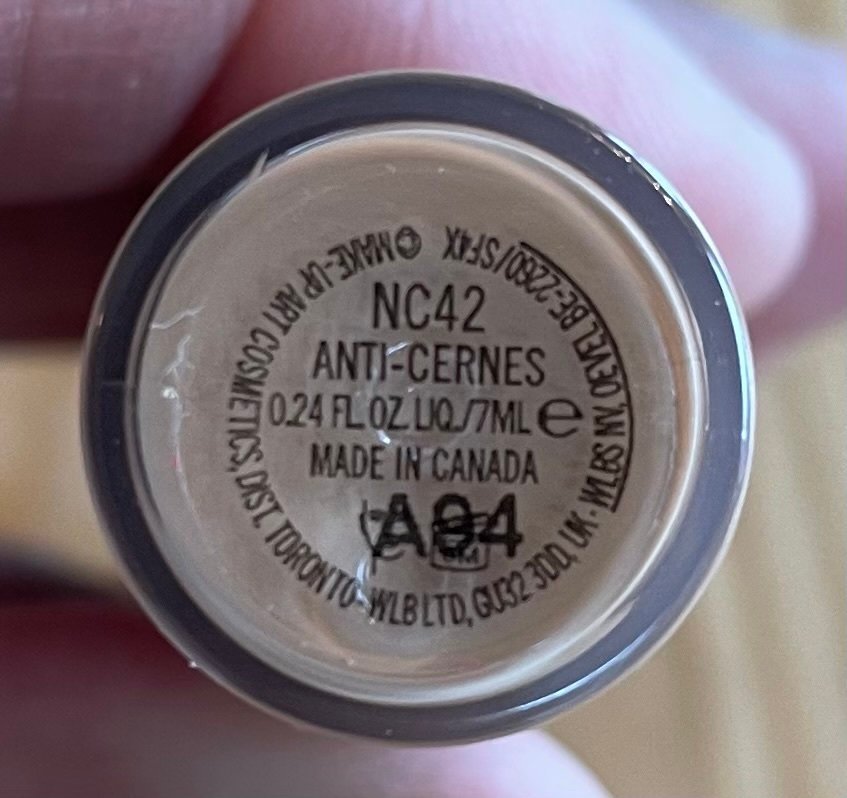 NC42
ANTI-CERNES
0.24 FL. OZ. LIQ./7ML e
MADE IN CANADA
A94
© MAKE-UP ART COSMETICS, DIST. TORONTO - WLB LTD, GU32 3DD, UK - WLBS NY, OEVEL BE-2260/SF4X